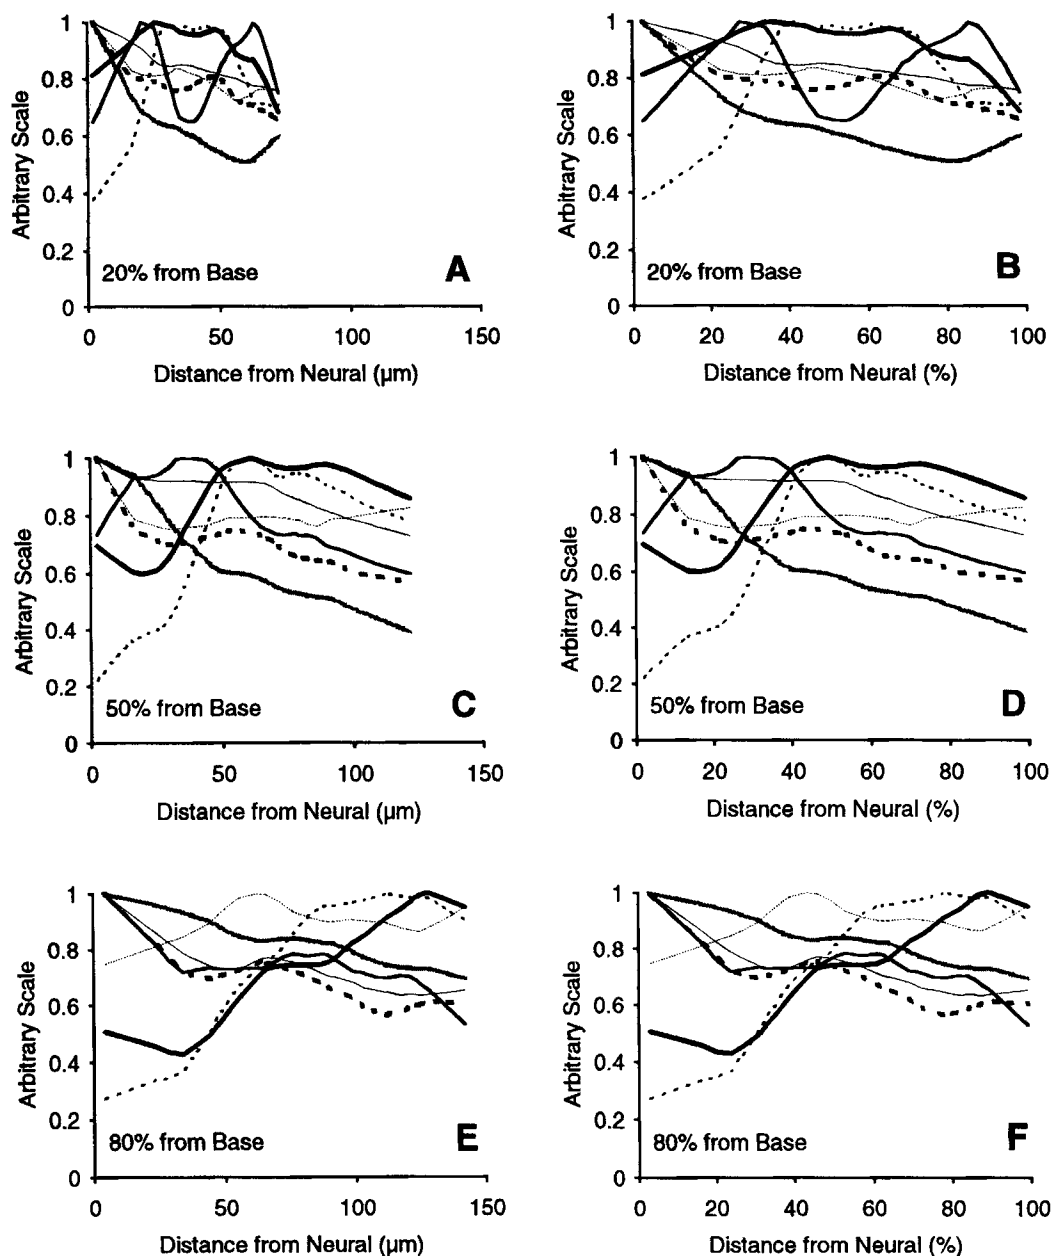 1
0.8
0.6
0.4
0.2
0
Arbitrary Scale
20% from Base
A
0 50 100 150
Distance from Neural (µm)
1
0.8
0.6
0.4
0.2
0
Arbitrary Scale
20% from Base
B
0 20 40 60 80 100
Distance from Neural (%)
1
0.8
0.6
0.4
0.2
0
Arbitrary Scale
50% from Base
C
0 50 100 150
Distance from Neural (µm)
1
0.8
0.6
0.4
0.2
0
Arbitrary Scale
50% from Base
D
0 20 40 60 80 100
Distance from Neural (%)
1
0.8
0.6
0.4
0.2
0
Arbitrary Scale
80% from Base
E
0 50 100 150
Distance from Neural (µm)
1
0.8
0.6
0.4
0.2
0
Arbitrary Scale
80% from Base
F
0 20 40 60 80 100
Distance from Neural (%)